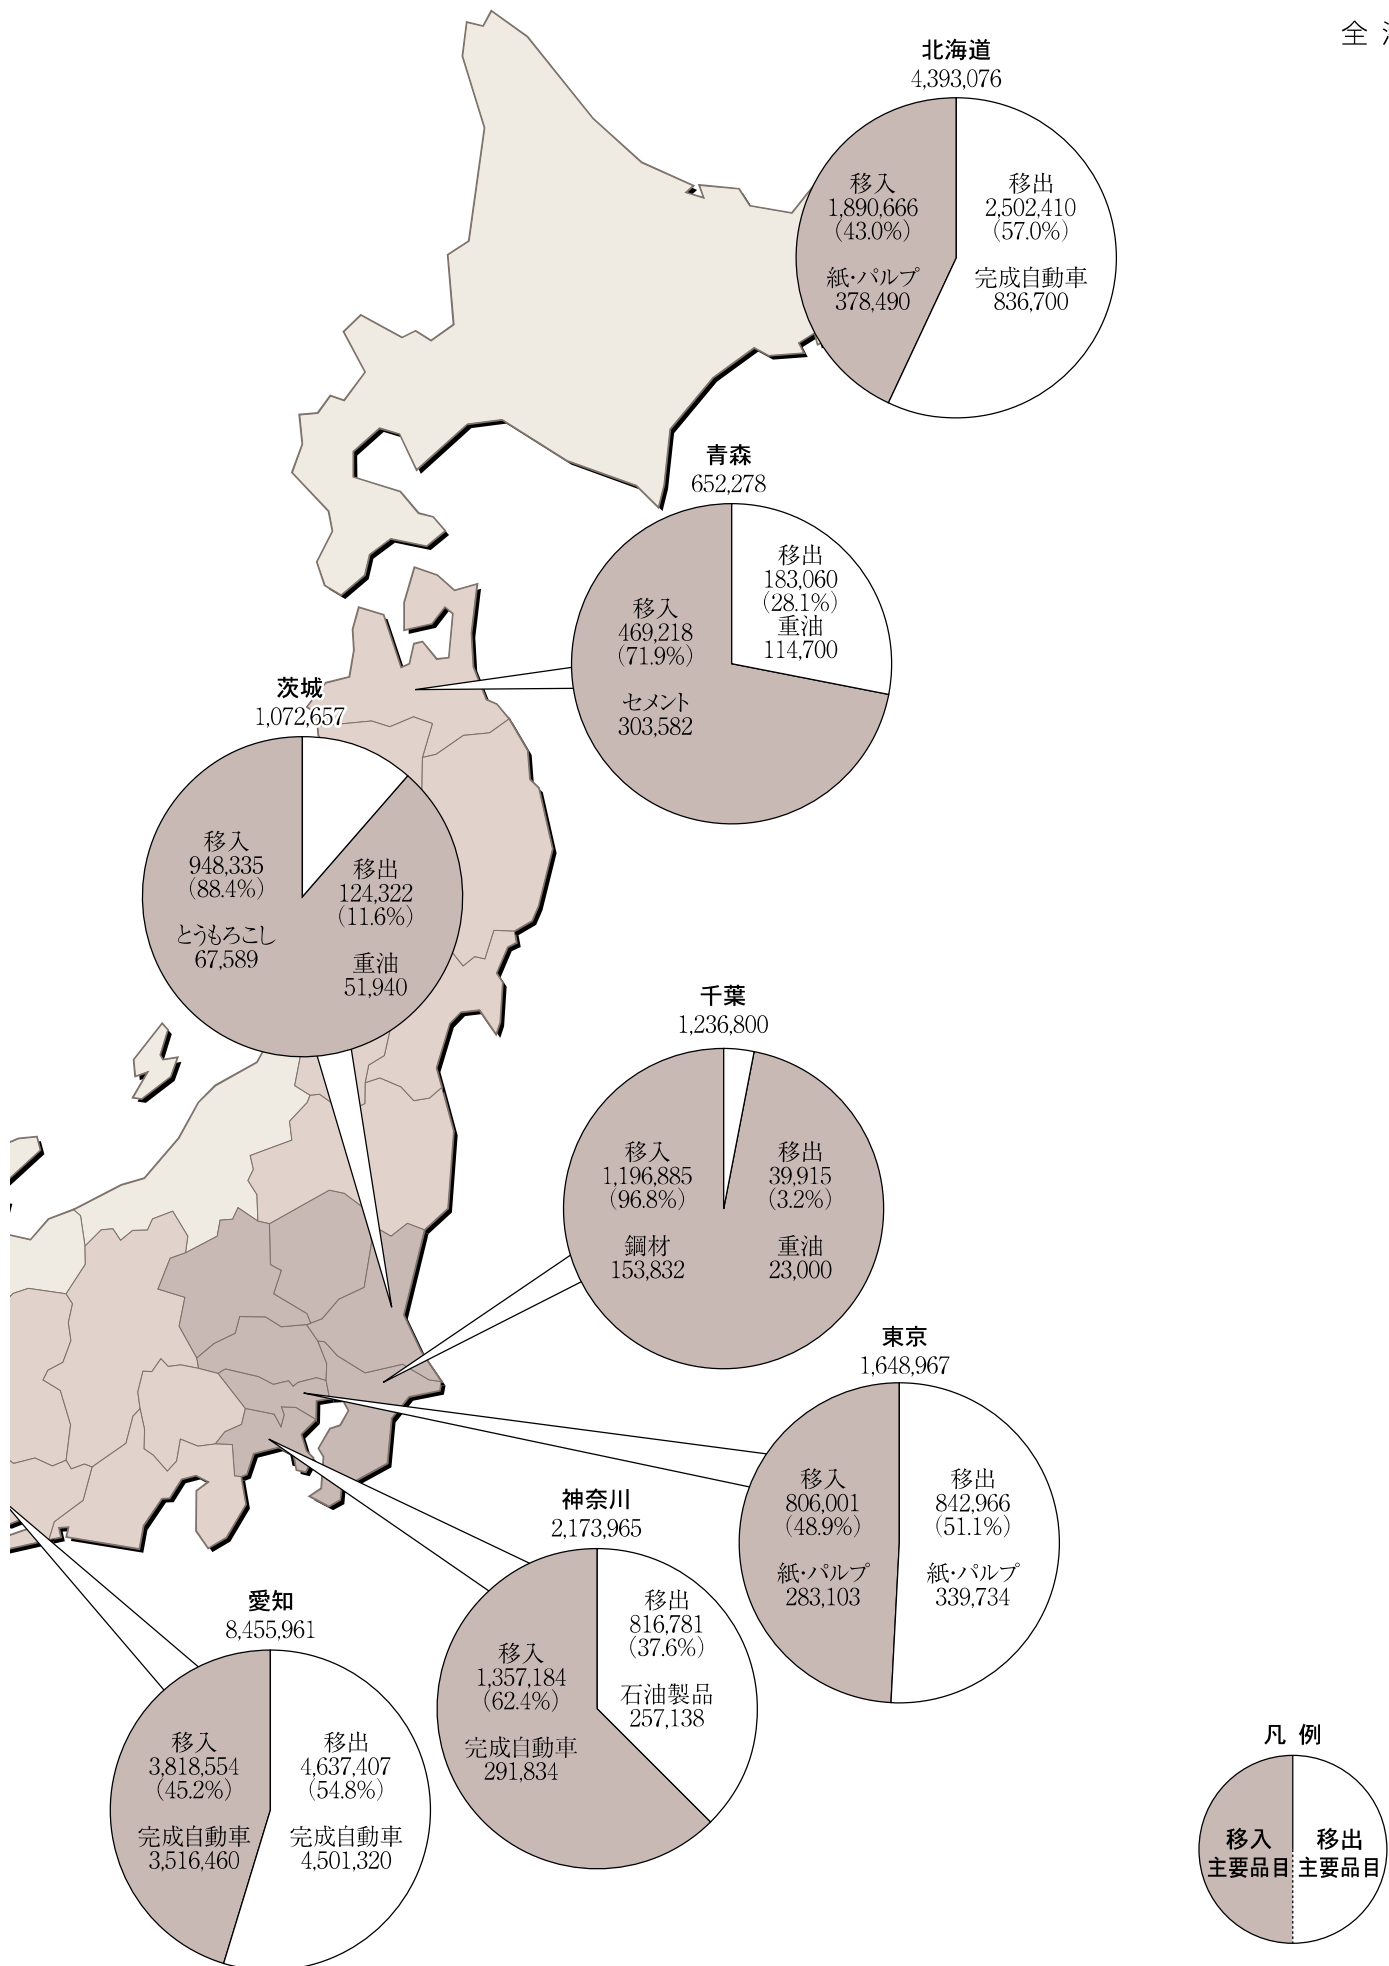 全
北海道
4,393,076
移入
1,890,666
(43.0%)
紙・パルプ
378,490
移出
2,502,410
(57.0%)
完成自動車
836,700
青森
652,278
移出
183,060
(28.1%)
重油
114,700
移入
469,218
(71.9%)
セメント
303,582
茨城
1,072,657
移入
948,335
(88.4%)
とうもろこし
67,589
移出
124,322
(11.6%)
重油
51,940
千葉
1,236,800
移入
1,196,885
(96.8%)
鋼材
153,832
移出
39,915
(3.2%)
重油
23,000
東京
1,648,967
移入
806,001
(48.9%)
紙・パルプ
283,103
移出
842,966
(51.1%)
紙・パルプ
339,734
神奈川
2,173,965
移出
816,781
(37.6%)
石油製品
257,138
移入
1,357,184
(62.4%)
完成自動車
291,834
愛知
8,455,961
移入
3,818,554
(45.2%)
完成自動車
3,516,460
移出
4,637,407
(54.8%)
完成自動車
4,501,320
凡 例
移入
主要品目
移出
主要品目